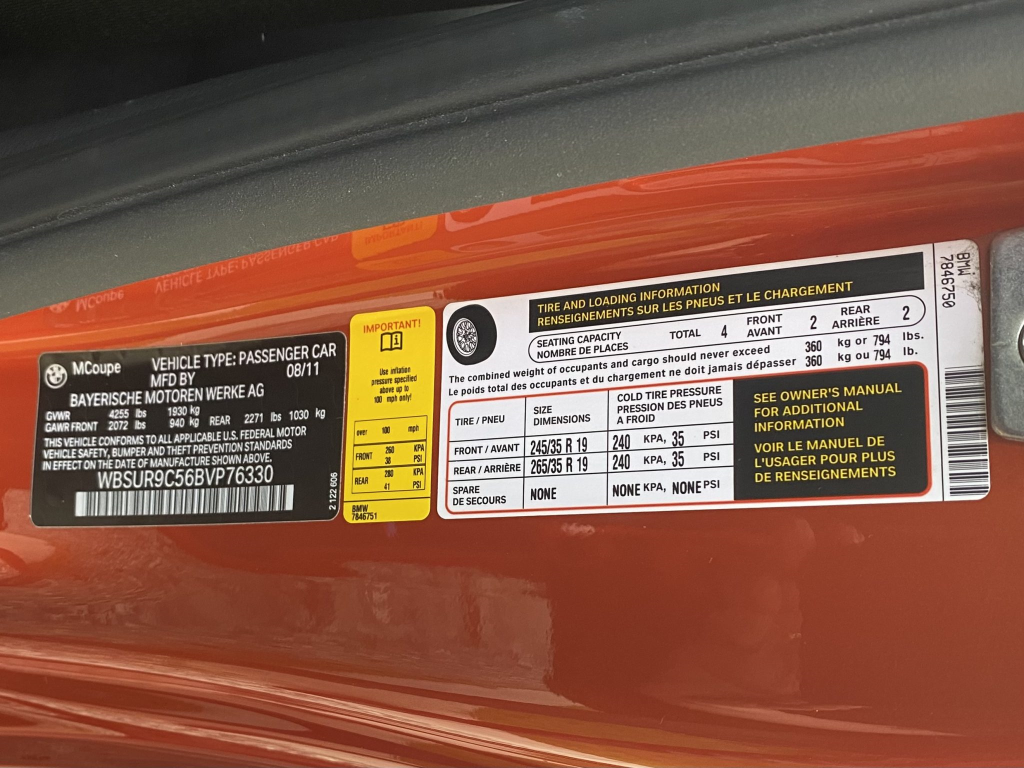 MCoupe
VEHICLE TYPE: PASSENGER CAR
MFD BY 08/11
BAYERISCHE MOTOREN WERKE AG
GVWR 4255 lbs 1930 kg
GAWR FRONT 2072 lbs 940 kg REAR 2271 lbs 1030 kg
THIS VEHICLE CONFORMS TO ALL APPLICABLE U.S. FEDERAL MOTOR
VEHICLE SAFETY, BUMPER AND THEFT PREVENTION STANDARDS
IN EFFECT ON THE DATE OF MANUFACTURE SHOWN ABOVE.
WBSUR9C56BVP76330
2 122 606
IMPORTANT!
Use inflation
pressure specified
above up to
100 mph only!
over 100 mph
FRONT 260 KPA
38 PSI
REAR 280 KPA
41 PSI
BMW
7846751
TIRE AND LOADING INFORMATION
RENSEIGNEMENTS SUR LES PNEUS ET LE CHARGEMENT
SEATING CAPACITY
NOMBRE DE PLACES
TOTAL 4
FRONT
AVANT
2
REAR
ARRIÈRE
2
The combined weight of occupants and cargo should never exceed 360 kg or 794 lbs.
Le poids total des occupants et du chargement ne doit jamais dépasser 360 kg ou 794 lb.
TIRE / PNEU
SIZE
DIMENSIONS
COLD TIRE PRESSURE
PRESSION DES PNEUS
A FROID
FRONT / AVANT 245/35 R 19 240 KPA, 35 PSI
REAR / ARRIÈRE 265/35 R 19 240 KPA, 35 PSI
SPARE
DE SECOURS
NONE NONE KPA, NONE PSI
SEE OWNER'S MANUAL
FOR ADDITIONAL
INFORMATION
VOIR LE MANUEL DE
L'USAGER POUR PLUS
DE RENSEIGNEMENTS
BMW
7846750